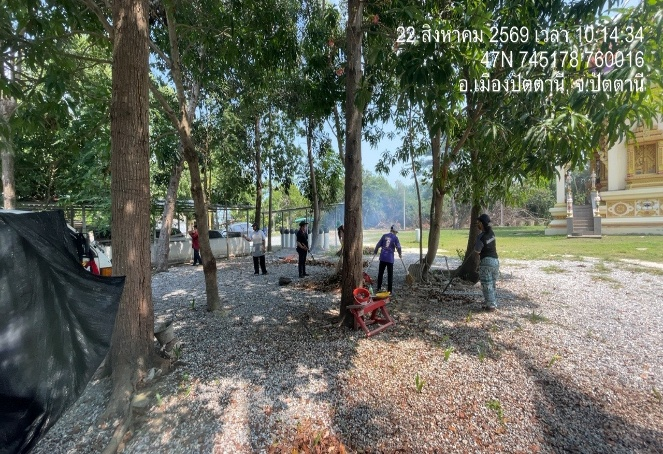 22 สิงหาคม 2569 เวลา 10:14:34
47N 745178 760016
อ.เมืองปัตตานี จ.ปัตตานี